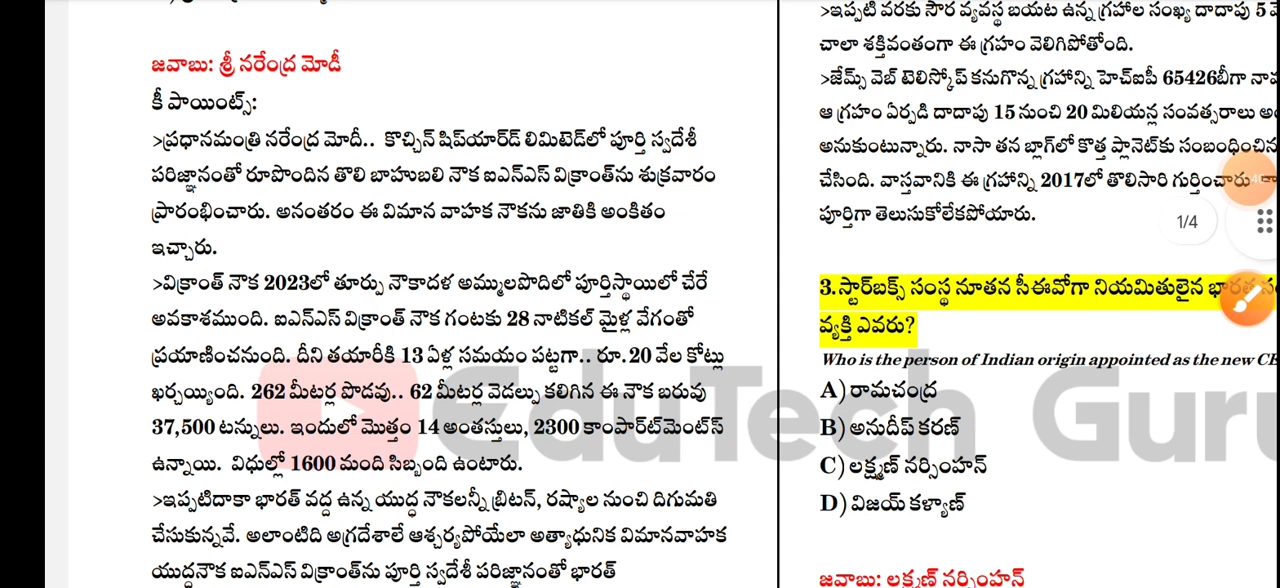 జవాబు: శ్రీ నరేంద్ర మోడీ
కీ పాయింట్స్:
>ప్రధానమంత్రి నరేంద్ర మోదీ.. కొచ్చిన్ షిప్‌యార్డ్ లిమిటెడ్‌లో పూర్తి స్వదేశీ
పరిజ్ఞానంతో రూపొందిన తొలి బాహుబలి నౌక ఐఎన్ఎస్ విక్రాంత్‌ను శుక్రవారం
ప్రారంభించారు. అనంతరం ఈ విమాన వాహక నౌకను జాతికి అంకితం
ఇచ్చారు.
>విక్రాంత్ నౌక 2023లో తూర్పు నౌకాదళ అమ్ములపొదిలో పూర్తిస్థాయిలో చేరే
అవకాశముంది. ఐఎన్ఎస్ విక్రాంత్ నౌక గంటకు 28 నాటికల్ మైళ్ల వేగంతో
ప్రయాణించనుంది. దీని తయారీకి 13 ఏళ్ల సమయం పట్టగా.. రూ.20 వేల కోట్లు
ఖర్చయ్యింది. 262 మీటర్ల పొడవు.. 62 మీటర్ల వెడల్పు కలిగిన ఈ నౌక బరువు
37,500 టన్నులు. ఇందులో మొత్తం 14 అంతస్తులు, 2300 కాంపార్ట్‌మెంట్స్
ఉన్నాయి. విధుల్లో 1600 మంది సిబ్బంది ఉంటారు.
>ఇప్పటిదాకా భారత్ వద్ద ఉన్న యుద్ధ నౌకలన్నీ బ్రిటన్, రష్యాల నుంచి దిగుమతి
చేసుకున్నవే. అలాంటిది అగ్రదేశాలే ఆశ్చర్యపోయేలా అత్యాధునిక విమానవాహక
యుద్ధనౌక ఐఎన్ఎస్ విక్రాంత్‌ను పూర్తి స్వదేశీ పరిజ్ఞానంతో భారత్
>ఇప్పటి వరకు సౌర వ్యవస్థ బయట ఉన్న గ్రహాల సంఖ్య దాదాపు 5
చాలా శక్తివంతంగా ఈ గ్రహం వెలిగిపోతోంది.
>జేమ్స్ వెబ్ టెలిస్కోప్ కనుగొన్న గ్రహాన్ని హెచ్ఐపీ 65426బీగా
ఆ గ్రహం ఏర్పడి దాదాపు 15 నుంచి 20 మిలియన్ల సంవత్సరాలు
అనుకుంటున్నారు. నాసా తన బ్లాగ్‌లో కొత్త ప్లానెట్‌కు సంబంధించిన
చేసింది. వాస్తవానికి ఈ గ్రహాన్ని 2017లో తొలిసారి గుర్తించారు
పూర్తిగా తెలుసుకోలేకపోయారు.
1/4
3.స్టార్‌బక్స్ సంస్థ నూతన సీఈవోగా నియమితులైన భారత
వ్యక్తి ఎవరు?
Who is the person of Indian origin appointed as the new CE
A)రామచంద్ర
B)అనుదీప్ కరణ్
C)లక్ష్మణ్ నర్సింహన్
D)విజయ్ కళ్యాణ్
జవాబు: లక్ష్మణ్ నర్సింహన్
EduTech Guru